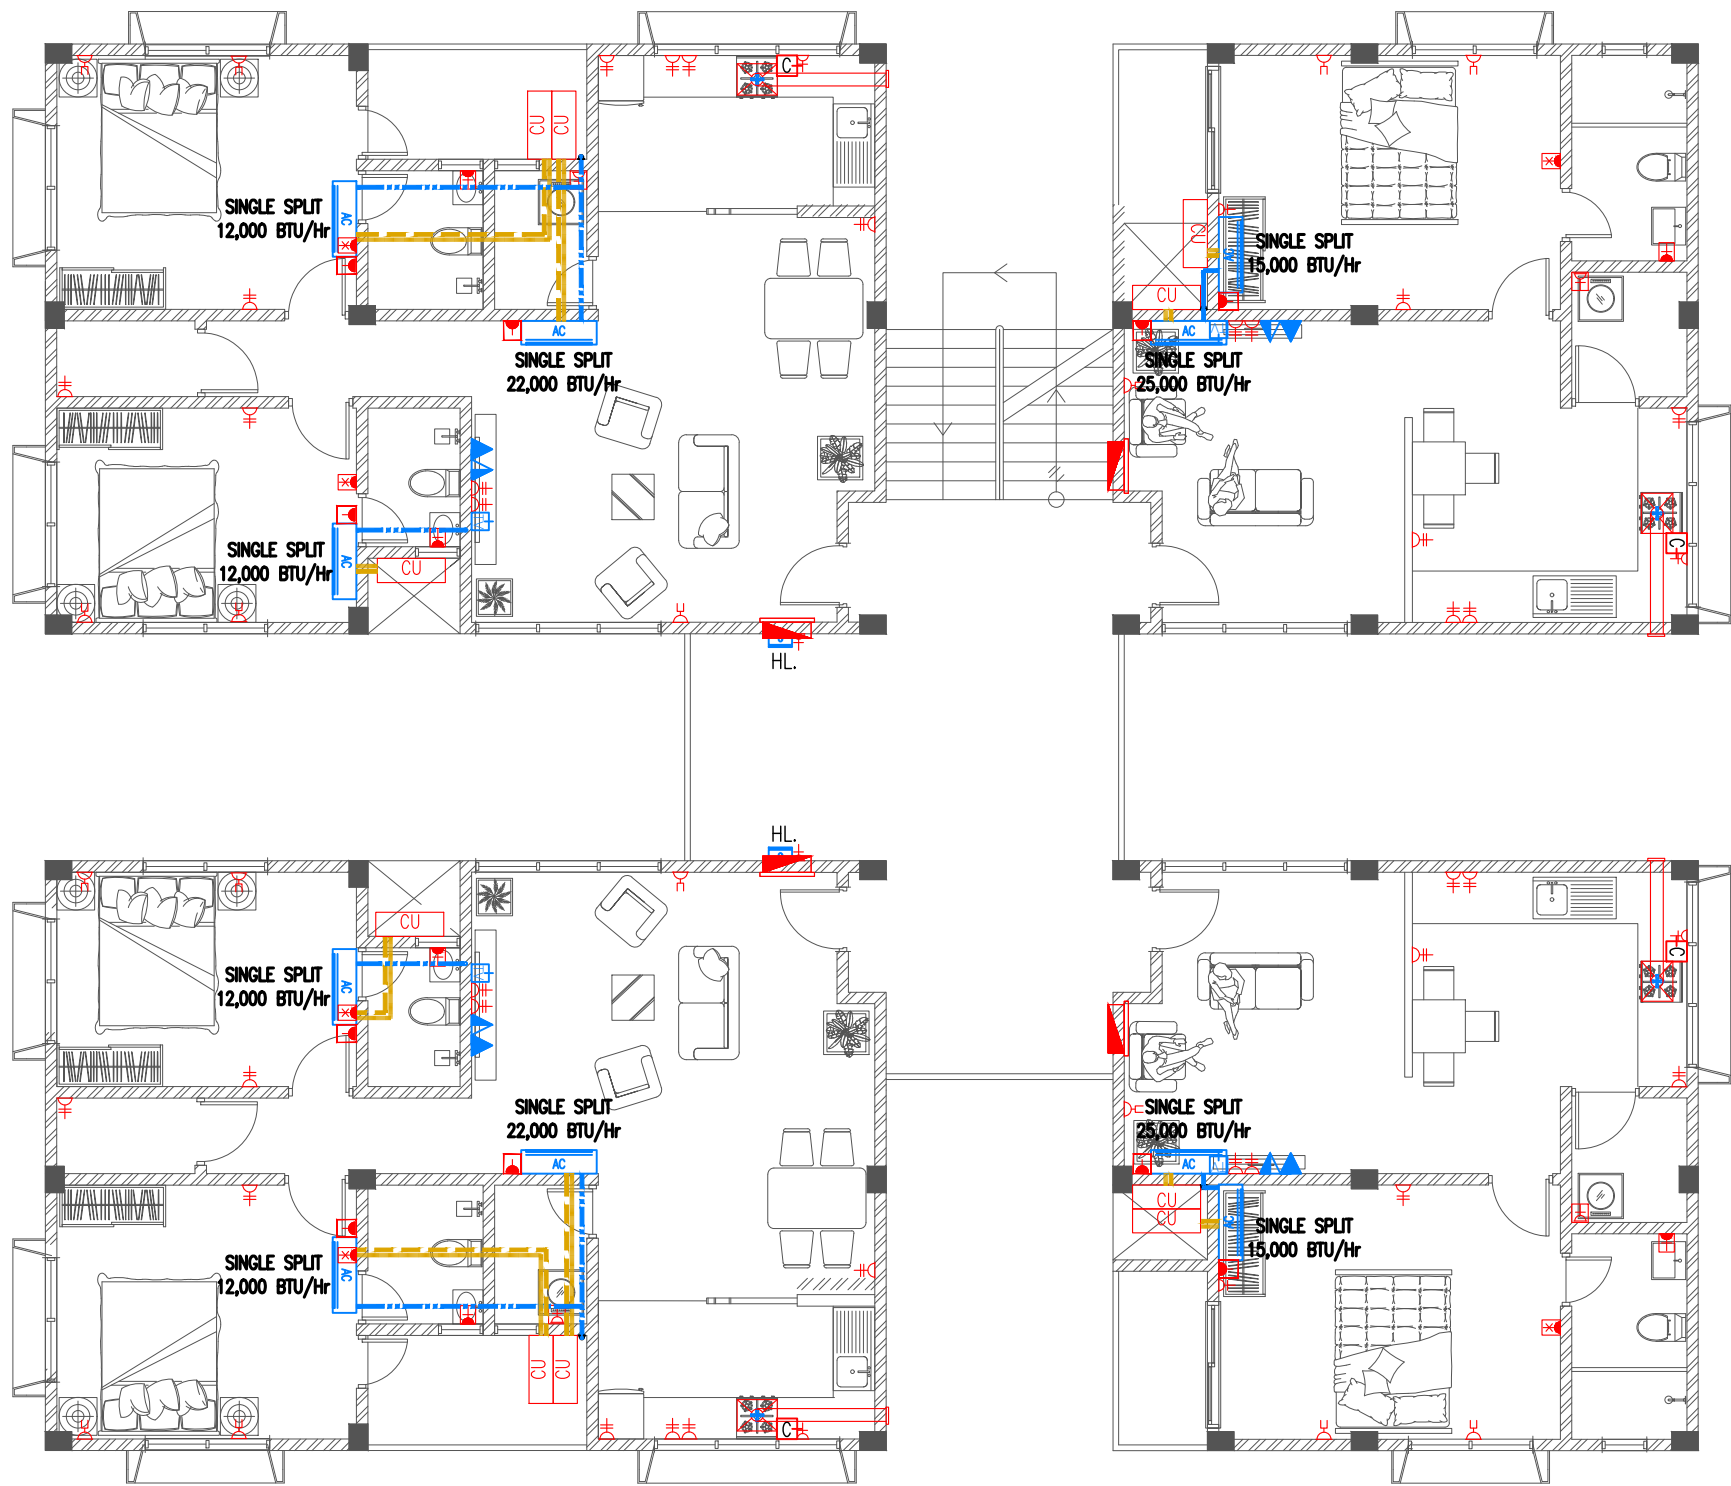 C
CU
CU
SINGLE SPLIT
12,000 BTU/Hr
AC
CU
SINGLE SPLIT
15,000 BTU/Hr
AC
CU
AC
SINGLE SPLIT
22,000 BTU/Hr
AC
SINGLE SPLIT
25,000 BTU/Hr
SINGLE SPLIT
12,000 BTU/Hr
AC
CU
C
HL.
HL.
CU
SINGLE SPLIT
12,000 BTU/Hr
AC
C
SINGLE SPLIT
22,000 BTU/Hr
AC
SINGLE SPLIT
25,000 BTU/Hr
AC
CU
CU
AC
SINGLE SPLIT
15,000 BTU/Hr
SINGLE SPLIT
12,000 BTU/Hr
AC
CU
CU
C